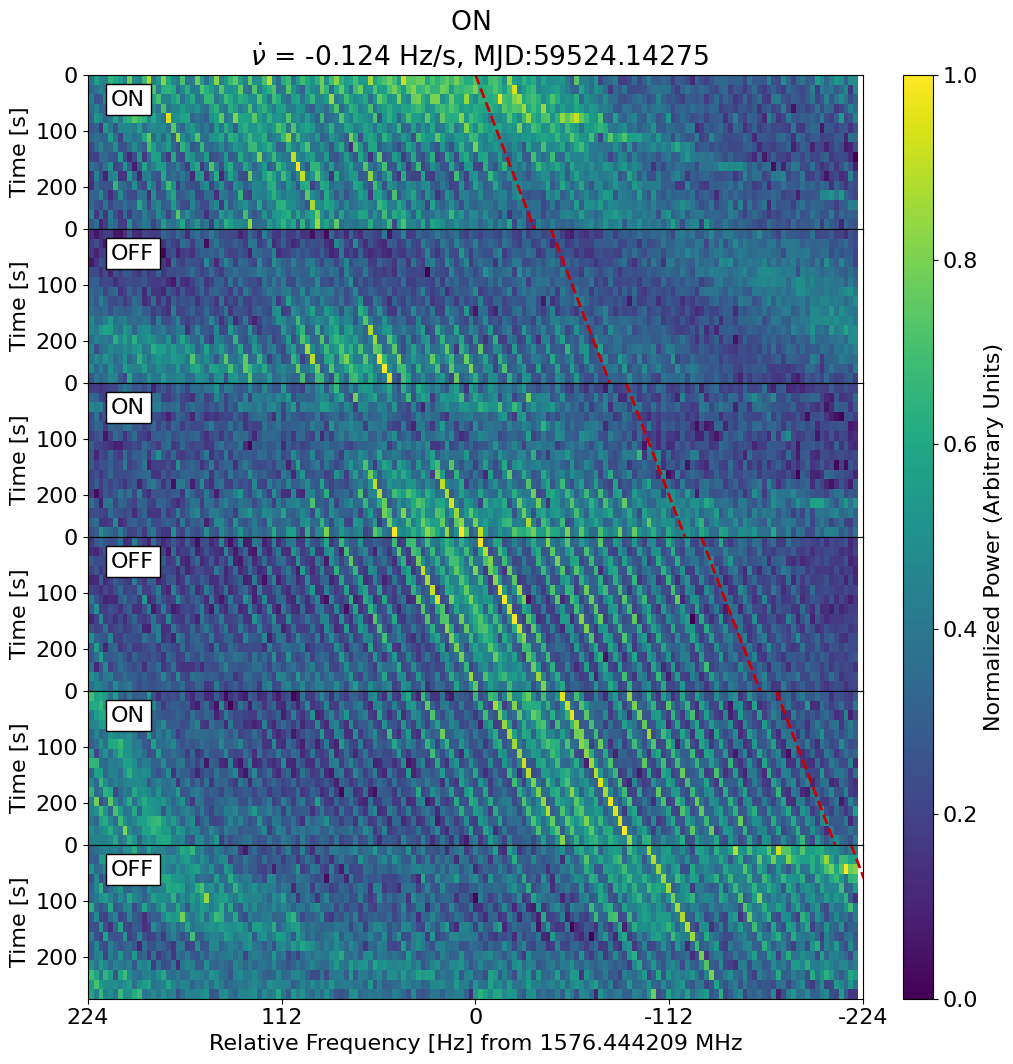 ON
ν̇ = -0.124 Hz/s, MJD:59524.14275
0
ON
100
Time [s]
200
0
OFF
100
Time [s]
200
0
ON
100
Time [s]
200
0
OFF
100
Time [s]
200
0
ON
100
Time [s]
200
0
OFF
100
Time [s]
200
224 112 0 -112 -224
Relative Frequency [Hz] from 1576.444209 MHz
1.0
0.8
0.6
0.4
0.2
0.0
Normalized Power (Arbitrary Units)